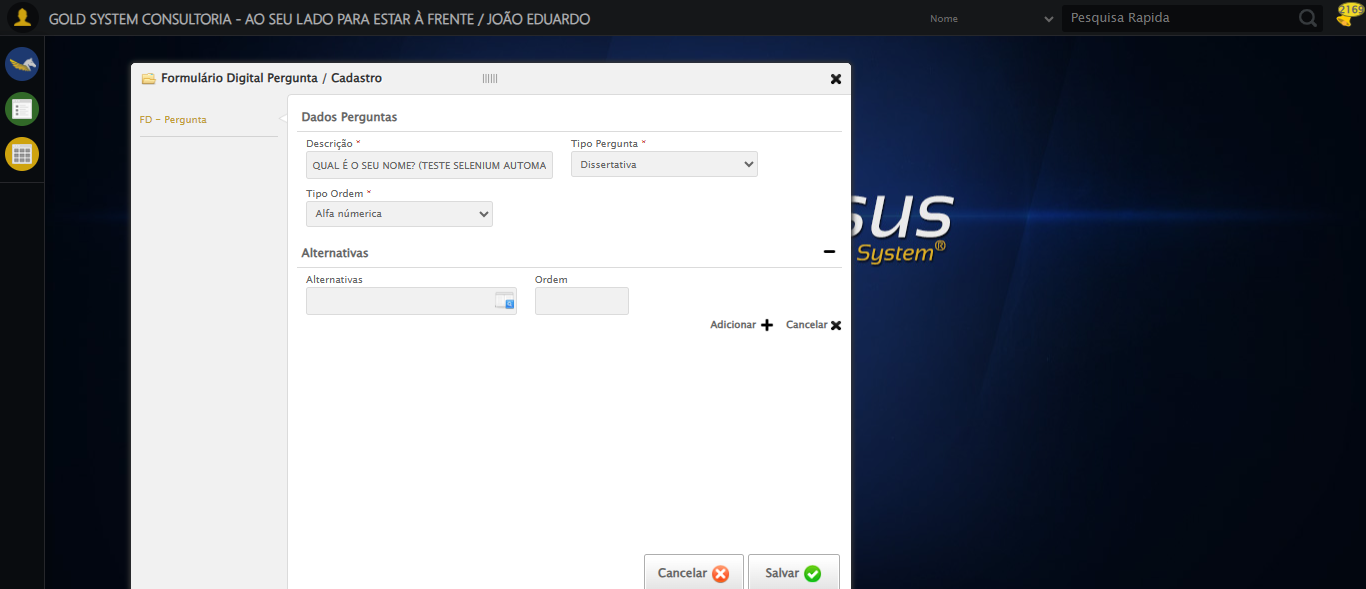 GOLD SYSTEM CONSULTORIA - AO SEU LADO PARA ESTAR À FRENTE / JOÃO EDUARDO
Nome
Pesquisa Rapida
2169
Formulário Digital Pergunta / Cadastro
FD - Pergunta
Dados Perguntas
Descrição *
Tipo Pergunta *
QUAL É O SEU NOME? (TESTE SELENIUM AUTOMA
Dissertativa
Tipo Ordem *
Alfa númerica
sus
System®
Alternativas
Alternativas
Ordem
Adicionar
Cancelar
Cancelar
Salvar